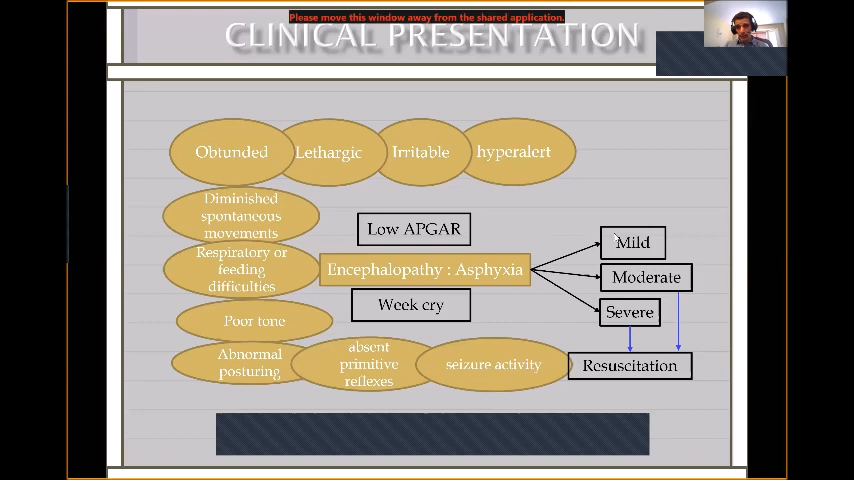 Please move this window away from the shared application.
CLINICAL PRESENTATION
Obtunded
Lethargic
Irritable
hyperalert
Diminished
spontaneous
movements
Low APGAR
Mild
Respiratory or
feeding
difficulties
Encephalopathy : Asphyxia
Moderate
Week cry
Severe
Poor tone
Abnormal
posturing
absent
primitive
reflexes
seizure activity
Resuscitation